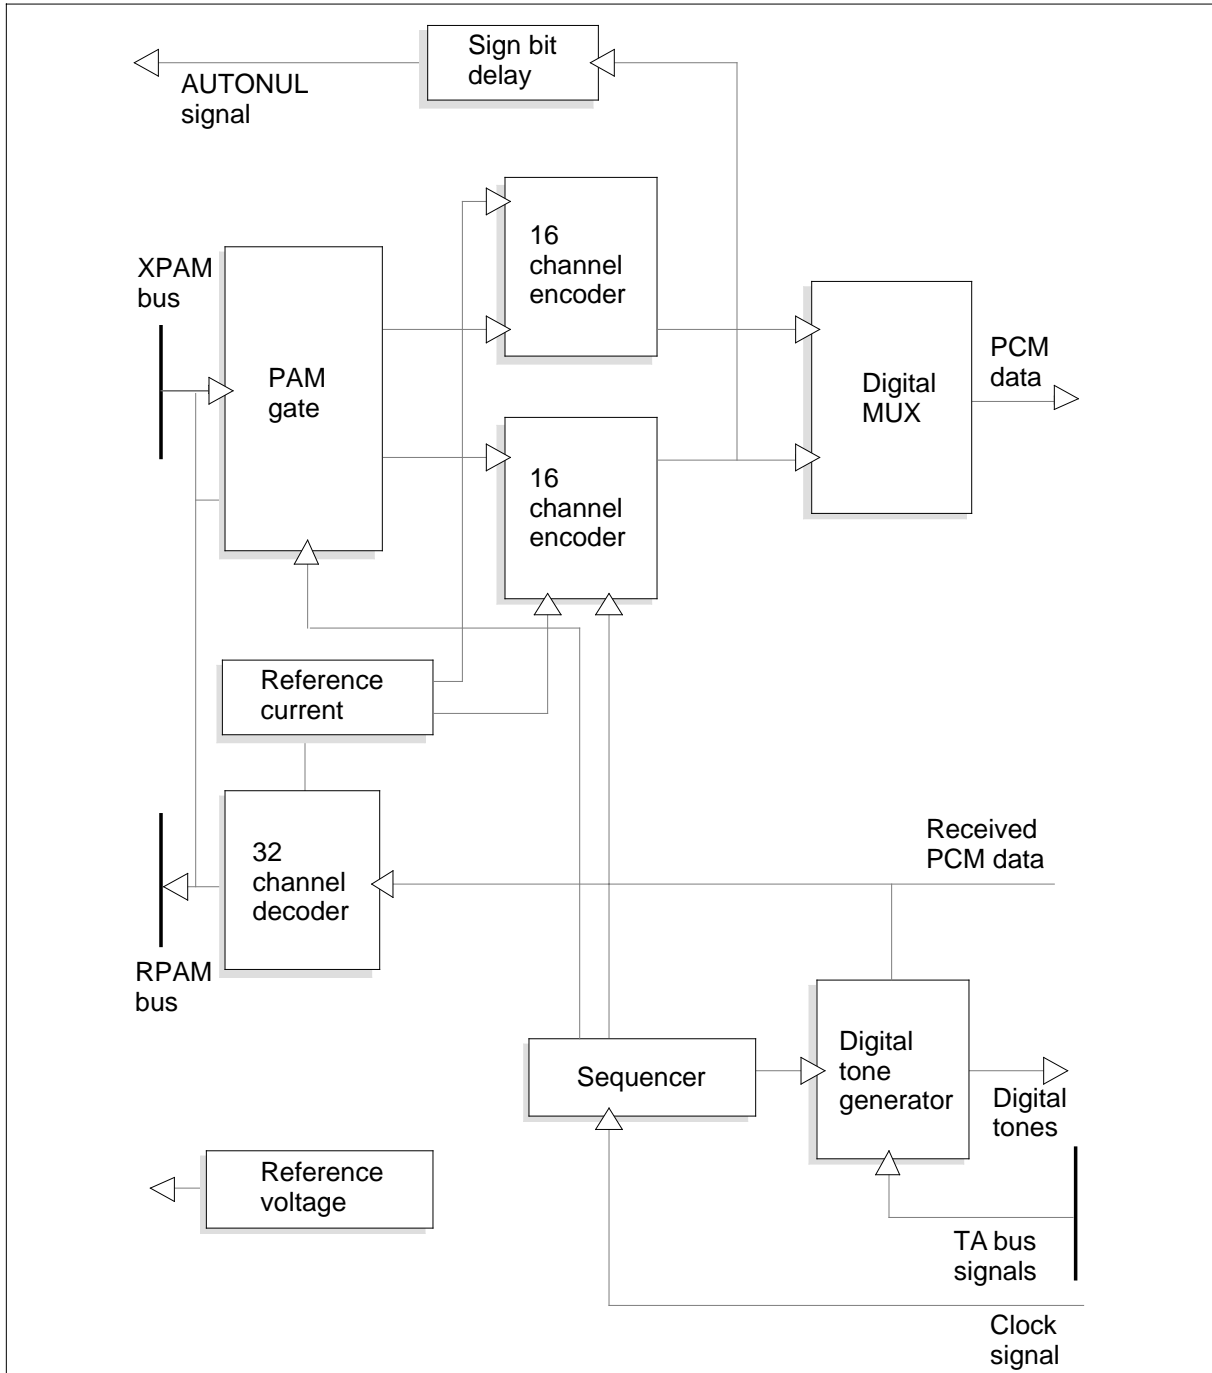 Sign bit
delay
AUTONUL
signal
16
channel
encoder
XPAM
bus
PAM
gate
Digital
MUX
PCM
data
16
channel
encoder
Reference
current
32
channel
decoder
Received
PCM data
RPAM
bus
Sequencer
Digital
tone
generator
Digital
tones
Reference
voltage
TA bus
signals
Clock
signal